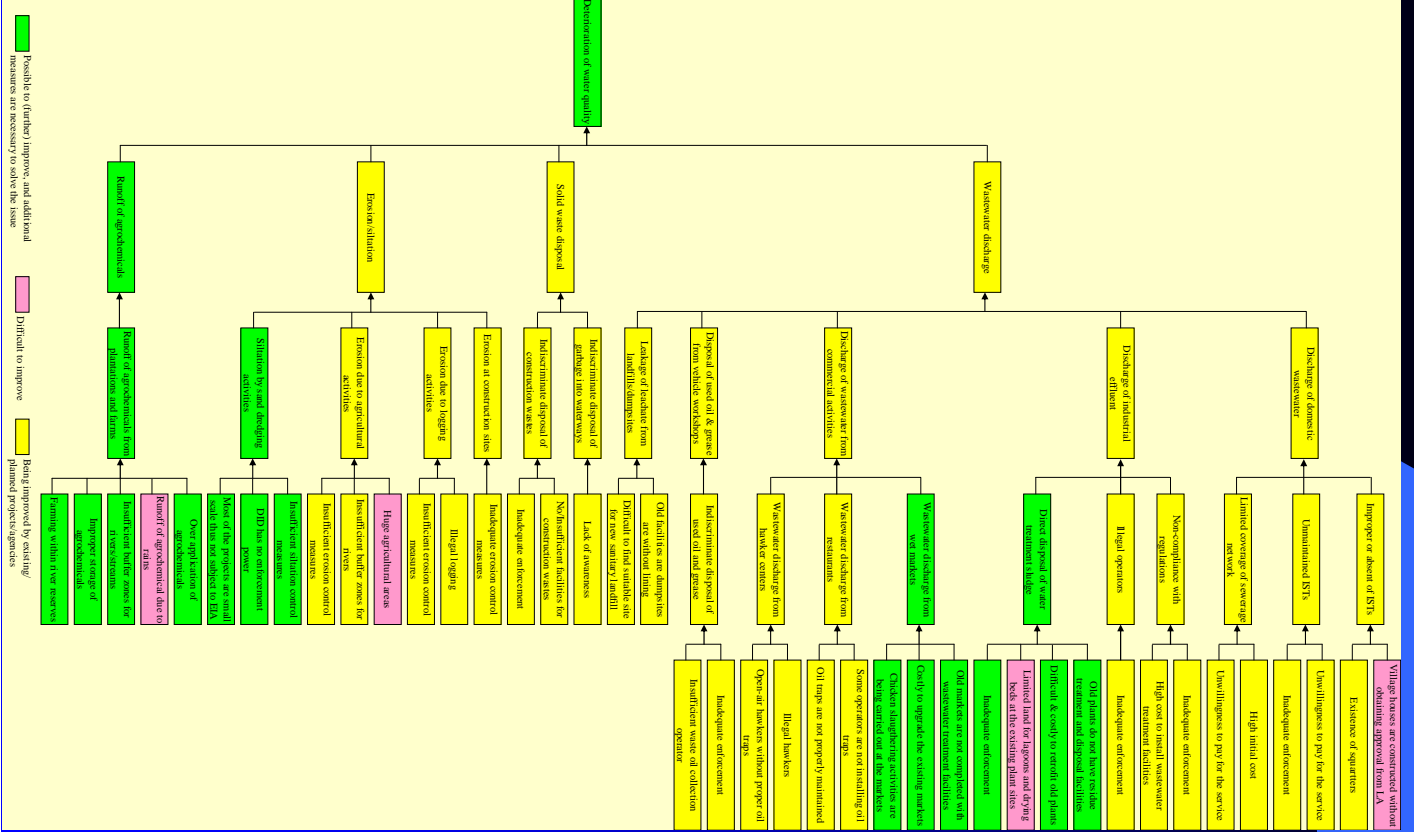 Deterioration of water quality
Wastewater discharge
Solid waste disposal
Erosion/siltation
Runoff of agrochemicals
Discharge of domestic
wastewater
Discharge of industrial
effluent
Discharge of wastewater from
commercial activities
Disposal of used oil & grease
from vehicle workshops
Leakage of leachate from
landfills/dumpsites
Indiscriminate disposal of
garbage into waterways
Indiscriminate disposal of
construction wastes
Erosion at construction sites
Erosion due to logging
activities
Erosion due to agricultural
activities
Siltation by sand dredging
activities
Runoff of agrochemicals from
plantations and farms
Improper or absent of ISTs
Unmaintained ISTs
Limited coverage of sewerage
network
Non-compliance with
regulations
Illegal operators
Direct disposal of water
treatment sludge
Wastewater discharge from
wet markets
Wastewater discharge from
restaurants
Wastewater discharge from
hawker centers
Indiscriminate disposal of
used oil and grease
Old facilities are dumpsites
are without lining
Difficult to find suitable site
for new sanitary landfill
Lack of awareness
No/Insufficient facilities for
construction wastes
Inadequate enforcement
Inadequate erosion control
measures
Illegal logging
Insufficient erosion control
measures
Huge agricultural areas
Insufficient buffer zones for
rivers
Insufficient erosion control
measures
Insufficient siltation control
measures
DID has no enforcement
power
Most of the projects are small
scale thus not subject to EIA
Over application of
agrochemicals
Runoff of agrochemical due to
rains
Insufficient buffer zones for
rivers/streams
Improper storage of
agrochemicals
Farming within river reserves
Village houses are constructed without
obtaining approval from LA
Existence of squartters
Unwillingness to pay for the service
Inadequate enforcement
High initial cost
Unwillingness to pay for the service
Inadequate enforcement
High cost to install wastewater
treatment facilities
Inadequate enforcement
Old plants do not have residue
treatment and disposal facilities
Difficult & costly to retrofit old plants
Limited land for lagoons and drying
beds at the existing plant sites
Inadequate enforcement
Old markets are not completed with
wastewater treatment facilities
Costly to upgrade the existing markets
Chicken slaugthering activities are
being carried out at the markets
Some operators are not installing oil
traps
Oil traps are not properly maintained
Illegal hawkers
Open-air hawkers without proper oil
traps
Inadequate enforcement
Insufficient waste oil collection
operator
Possible to (further) improve, and additional
measures are necessary to solve the issue
Difficult to improve
Being improved by existing/
planned projects/agencies